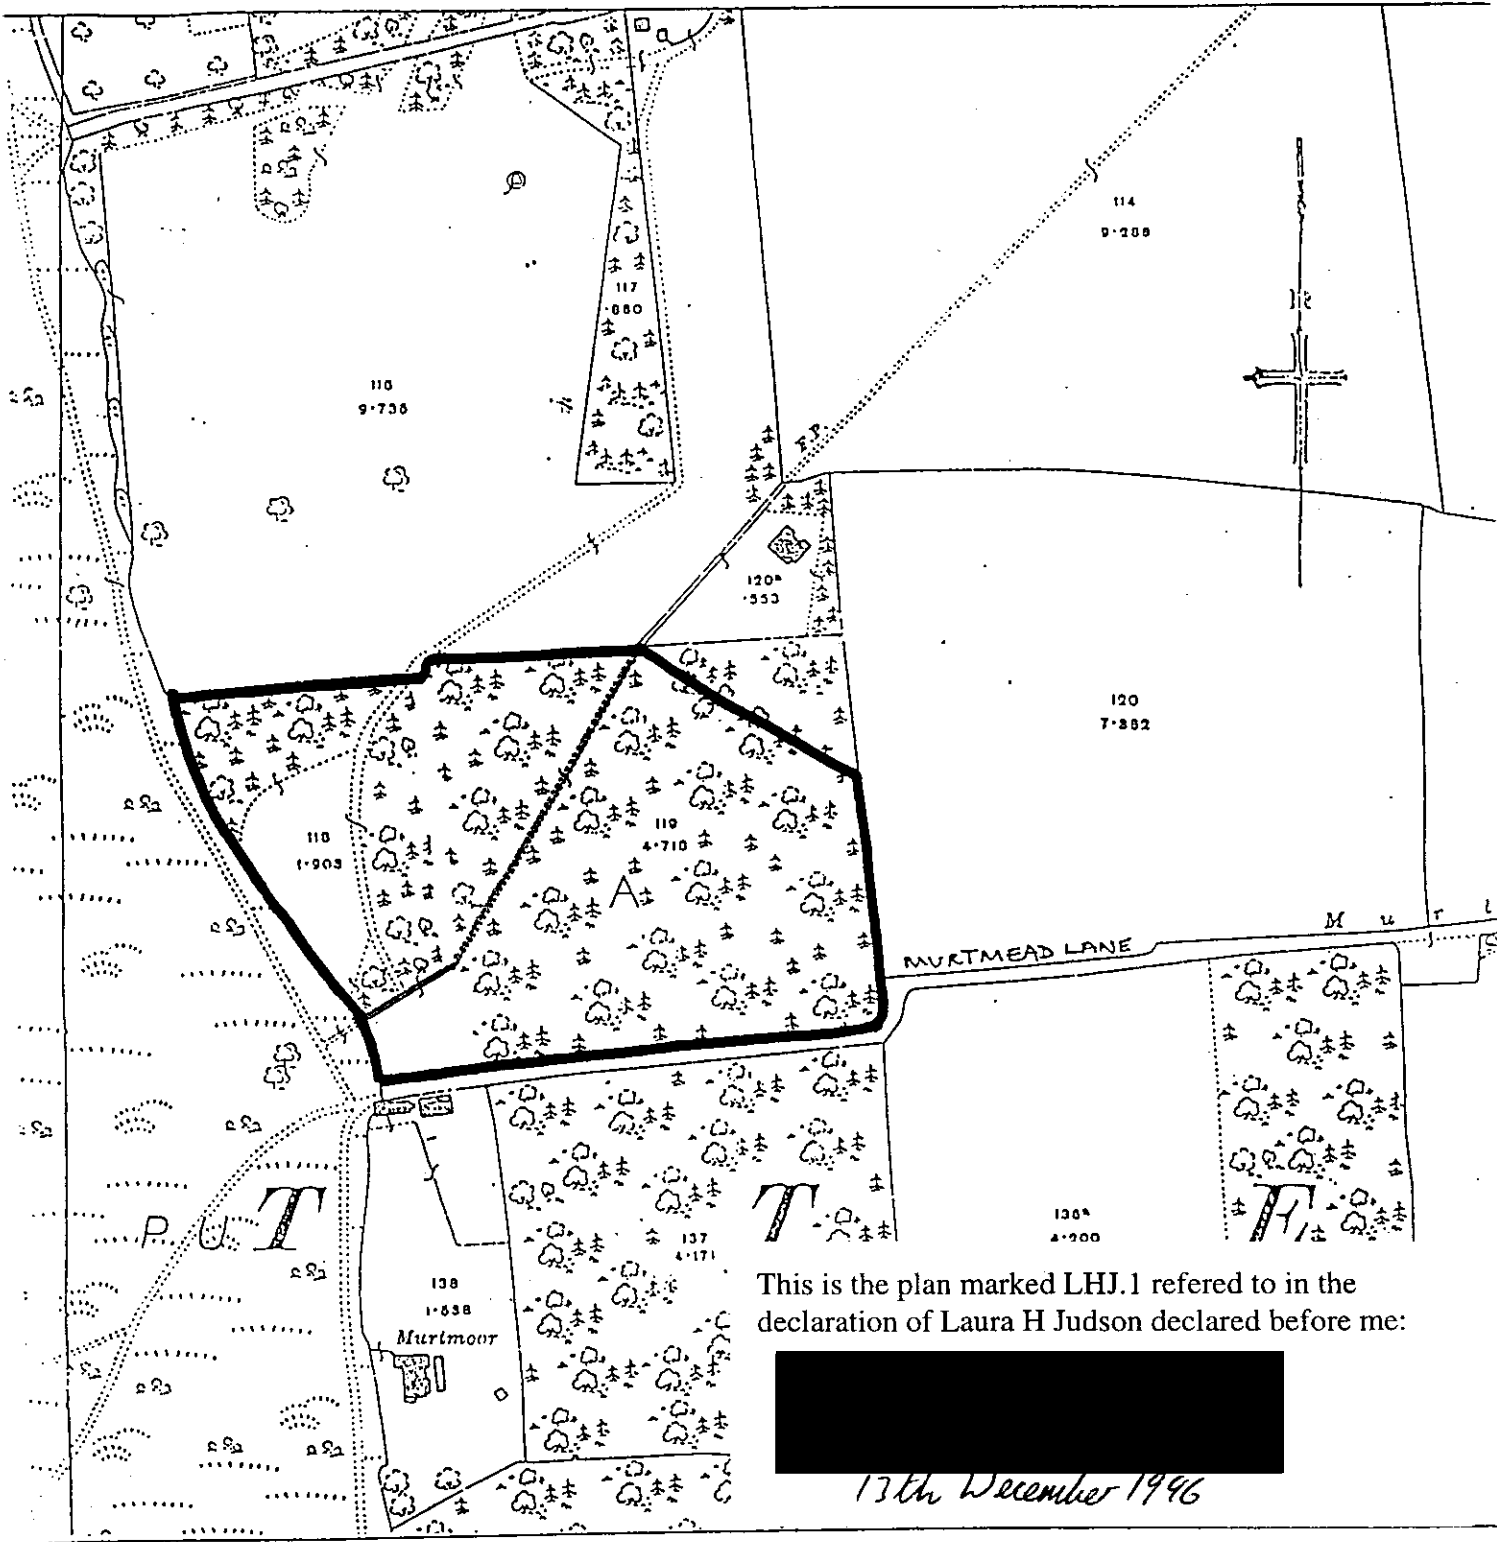 114
9·288
117
·880
116
9·736
F.P.
120ª
·553
120
7·382
118
1·903
119
4·718
A
M u r t
MURTMEAD LANE
P U T T E
136ª
4·200
137
4·171
138
1·638
Murtmoor
This is the plan marked LHJ.1 refered to in the
declaration of Laura H Judson declared before me:
13th December 1996